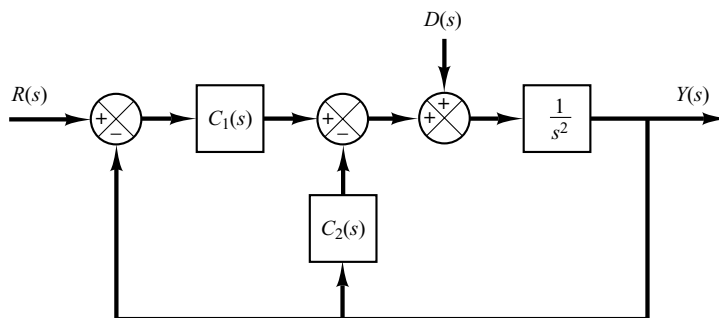 D(s)
R(s)
+
−
C₁(s)
+
−
+
+
1
s²
Y(s)
C₂(s)